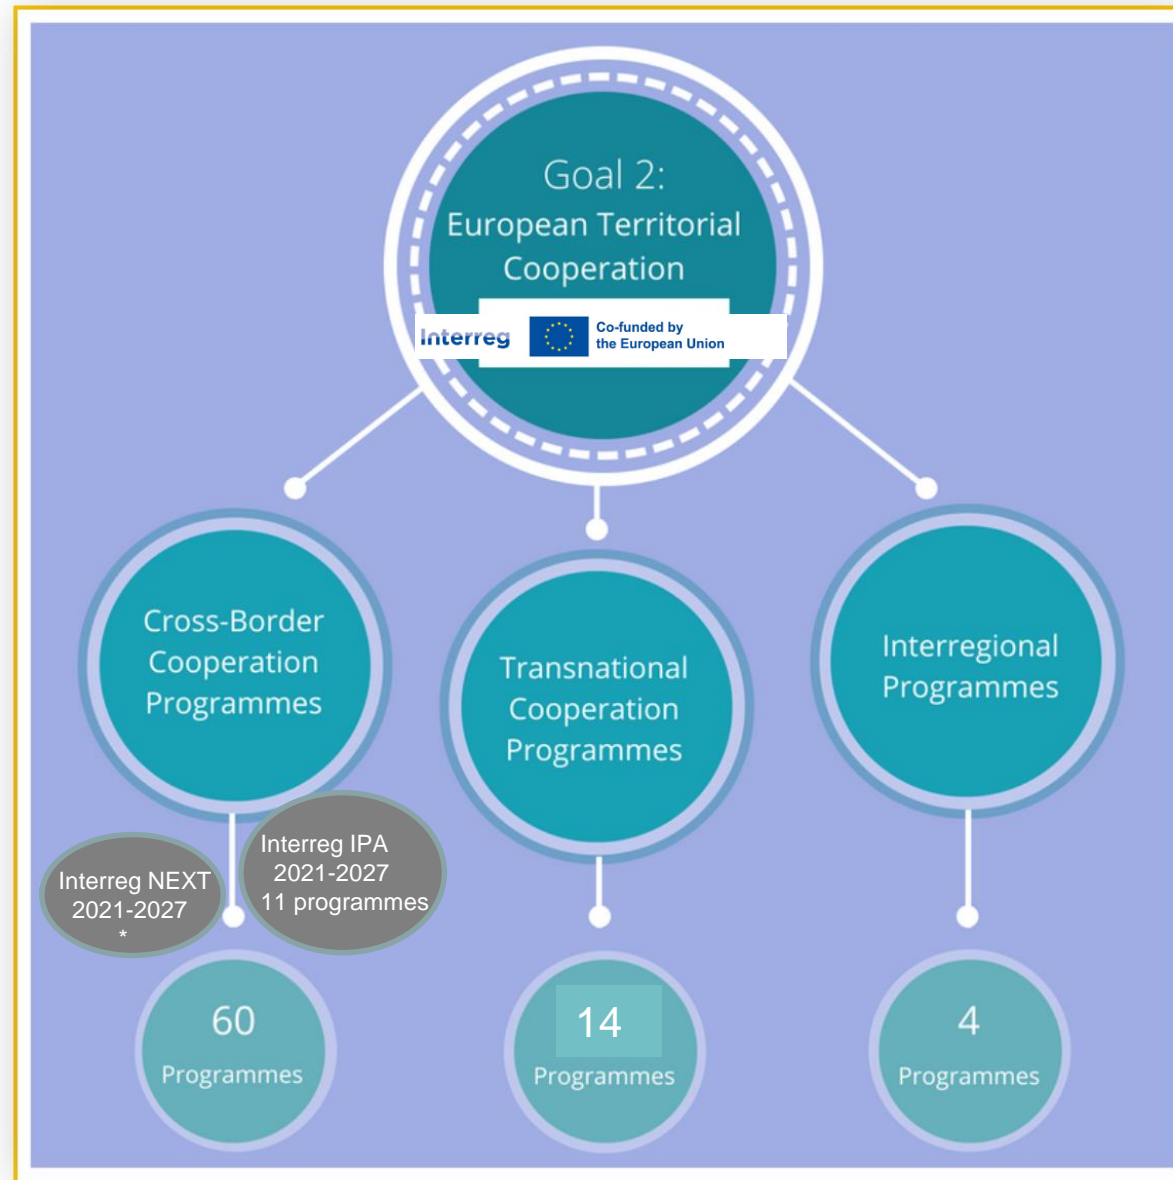 Goal 2:
European Territorial
Cooperation
Interreg
Co-funded by
the European Union
Cross-Border
Cooperation
Programmes
Transnational
Cooperation
Programmes
Interregional
Programmes
Interreg NEXT
2021-2027
*
Interreg IPA
2021-2027
11 programmes
60
Programmes
14
Programmes
4
Programmes